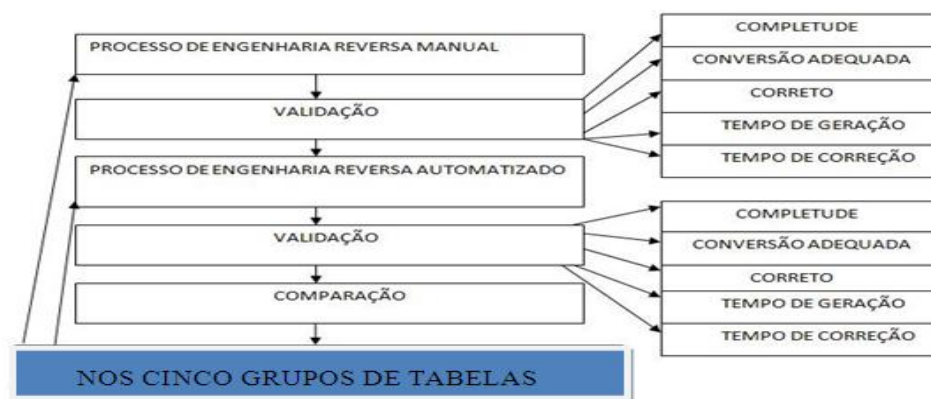 PROCESSO DE ENGENHARIA REVERSA MANUAL
VALIDAÇÃO
PROCESSO DE ENGENHARIA REVERSA AUTOMATIZADO
VALIDAÇÃO
COMPARAÇÃO
NOS CINCO GRUPOS DE TABELAS
COMPLETUDE
CONVERSÃO ADEQUADA
CORRETO
TEMPO DE GERAÇÃO
TEMPO DE CORREÇÃO
COMPLETUDE
CONVERSÃO ADEQUADA
CORRETO
TEMPO DE GERAÇÃO
TEMPO DE CORREÇÃO